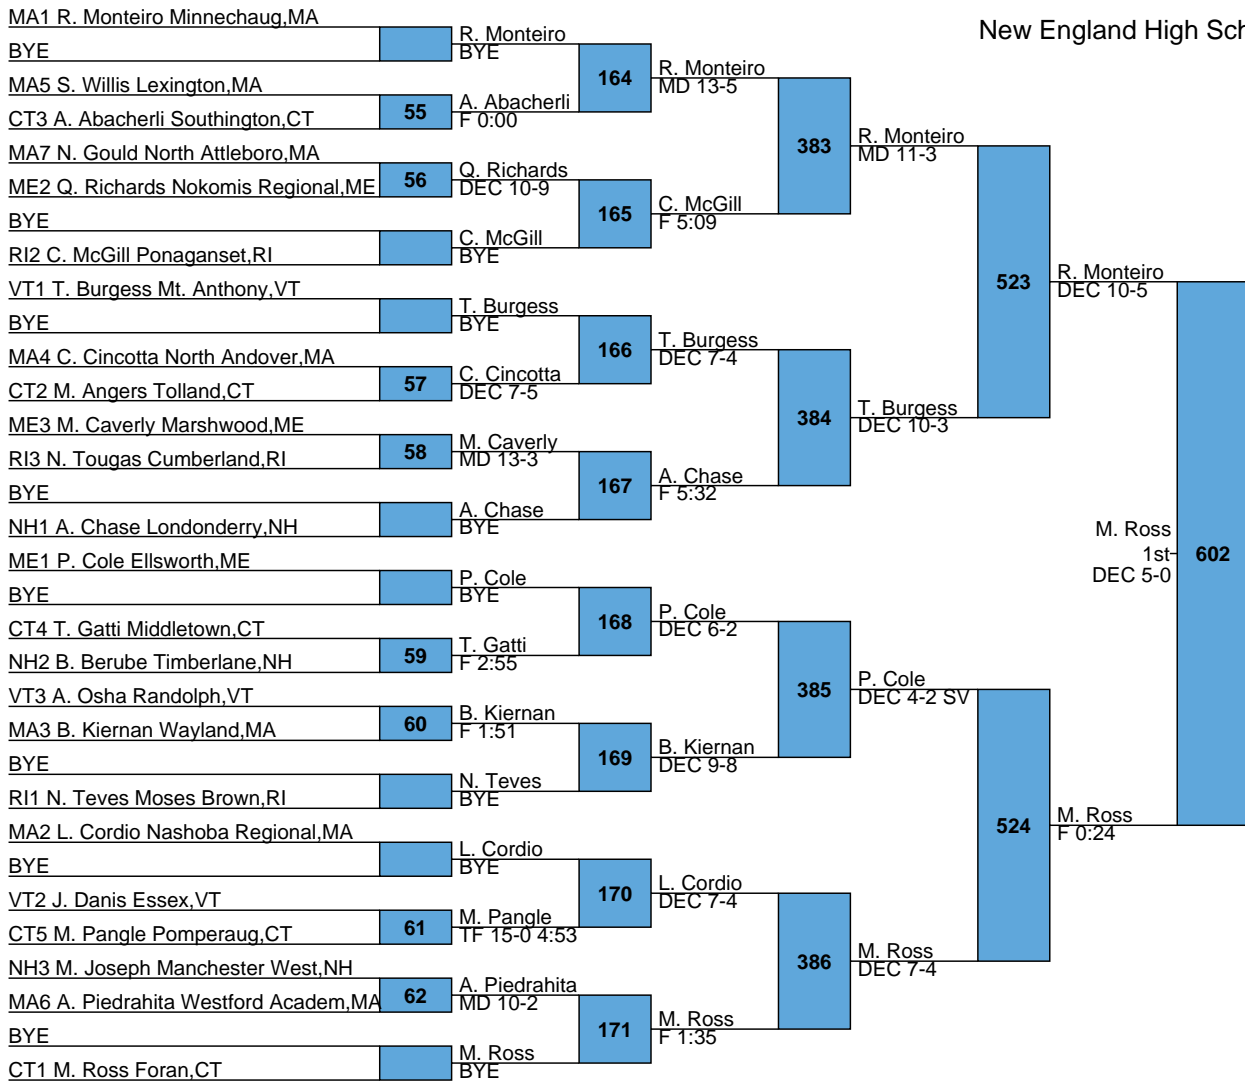 New England High Sch
MA1 R. Monteiro Minnechaug,MA
BYE
MA5 S. Willis Lexington,MA
CT3 A. Abacherli Southington,CT
MA7 N. Gould North Attleboro,MA
ME2 Q. Richards Nokomis Regional,ME
BYE
RI2 C. McGill Ponaganset,RI
VT1 T. Burgess Mt. Anthony,VT
BYE
MA4 C. Cincotta North Andover,MA
CT2 M. Angers Tolland,CT
ME3 M. Caverly Marshwood,ME
RI3 N. Tougas Cumberland,RI
BYE
NH1 A. Chase Londonderry,NH
ME1 P. Cole Ellsworth,ME
BYE
CT4 T. Gatti Middletown,CT
NH2 B. Berube Timberlane,NH
VT3 A. Osha Randolph,VT
MA3 B. Kiernan Wayland,MA
BYE
RI1 N. Teves Moses Brown,RI
MA2 L. Cordio Nashoba Regional,MA
BYE
VT2 J. Danis Essex,VT
CT5 M. Pangle Pomperaug,CT
NH3 M. Joseph Manchester West,NH
MA6 A. Piedrahita Westford Academ,MA
BYE
CT1 M. Ross Foran,CT
55
56
57
58
59
60
61
62
R. Monteiro
BYE
A. Abacherli
F 0:00
Q. Richards
DEC 10-9
C. McGill
BYE
T. Burgess
BYE
C. Cincotta
DEC 7-5
M. Caverly
MD 13-3
A. Chase
BYE
P. Cole
BYE
T. Gatti
F 2:55
B. Kiernan
F 1:51
N. Teves
BYE
L. Cordio
BYE
M. Pangle
TF 15-0 4:53
A. Piedrahita
MD 10-2
M. Ross
BYE
164
165
166
167
168
169
170
171
R. Monteiro
MD 13-5
C. McGill
F 5:09
T. Burgess
DEC 7-4
A. Chase
F 5:32
P. Cole
DEC 6-2
B. Kiernan
DEC 9-8
L. Cordio
DEC 7-4
M. Ross
F 1:35
383
384
385
386
R. Monteiro
MD 11-3
T. Burgess
DEC 10-3
P. Cole
DEC 4-2 SV
M. Ross
DEC 7-4
523
524
R. Monteiro
DEC 10-5
M. Ross
F 0:24
M. Ross
1st
DEC 5-0
602